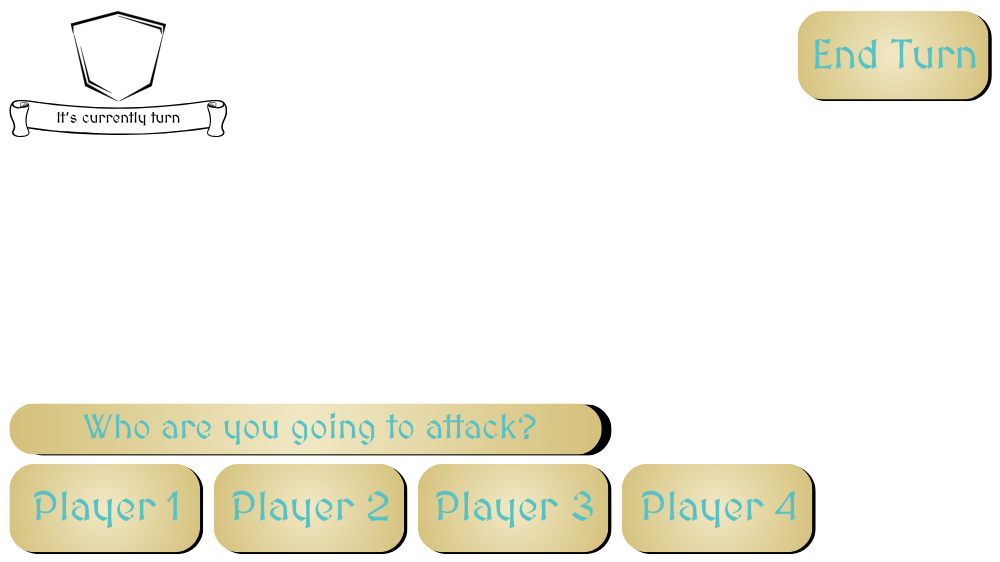 End Turn
It's currently turn
Who are you going to attack?
Player 1
Player 2
Player 3
Player 4